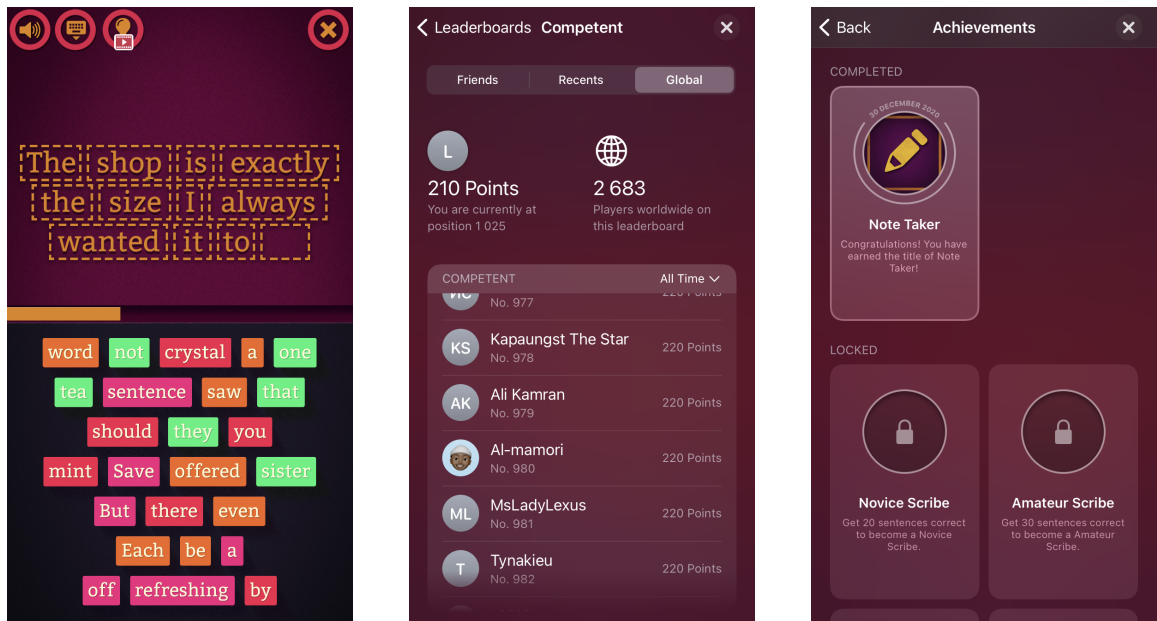 The shop is exactly
the size I always
wanted it to
word not crystal a one
tea sentence saw that
should they you
mint Save offered sister
But there even
Each be a
off refreshing by
Leaderboards Competent
Friends Recents Global
L
210 Points
You are currently at
position 1 025
2 683
Players worldwide on
this leaderboard
COMPETENT All Time
No. 977
220 Points
KS Kapaungst The Star
No. 978
220 Points
AK Ali Kamran
No. 979
220 Points
Al-mamori
No. 980
220 Points
ML MsLadyLexus
No. 981
220 Points
T Tynakieu
No. 982
220 Points
Back Achievements
COMPLETED
30 DECEMBER 2020
Note Taker
Congratulations! You have
earned the title of Note
Taker!
LOCKED
Novice Scribe
Get 20 sentences correct
to become a Novice
Scribe.
Amateur Scribe
Get 30 sentences correct
to become a Amateur
Scribe.